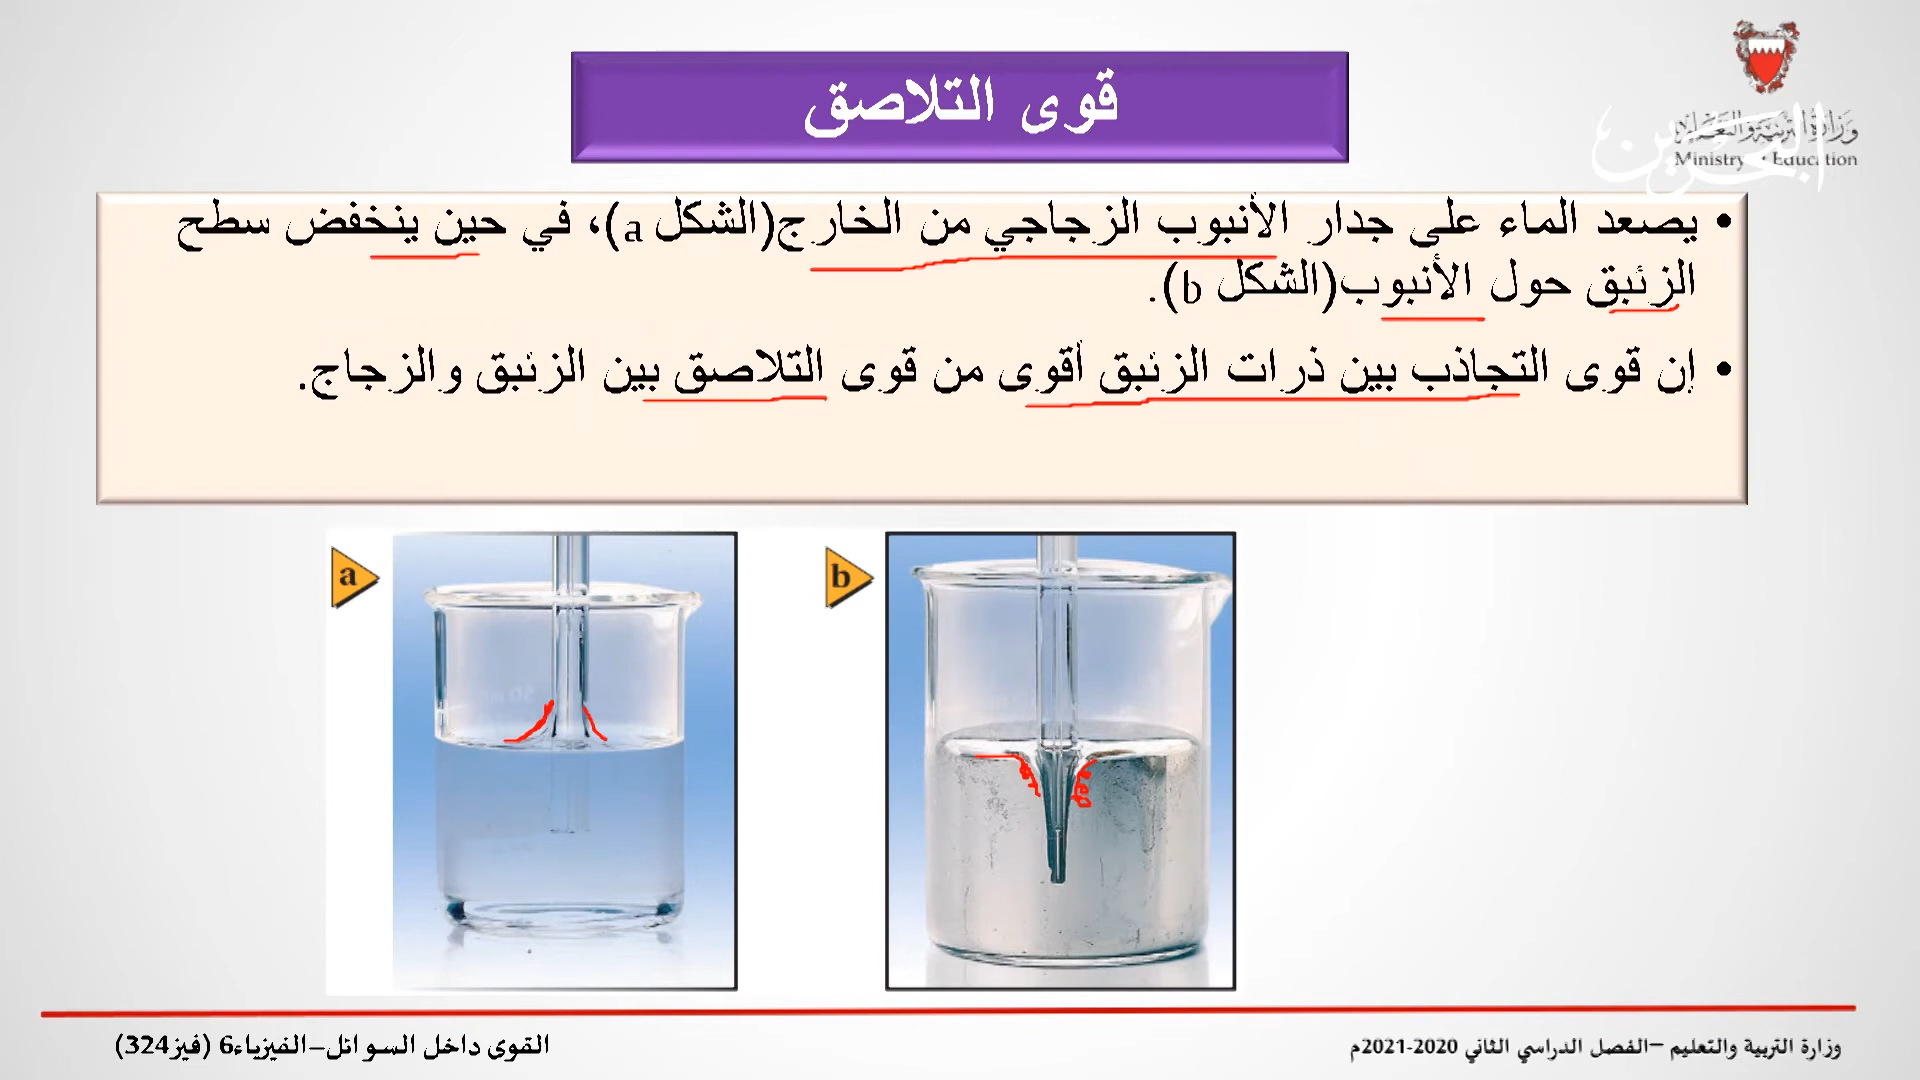 قوى التلاصق
وزارة التربية والتعليم
البحرين
Ministry of Education
• يصعد الماء على جدار الأنبوب الزجاجي من الخارج(الشكل a)، في حين ينخفض سطح
الزئبق حول الأنبوب(الشكل b).
• إن قوى التجاذب بين ذرات الزئبق أقوى من قوى التلاصق بين الزئبق والزجاج.
a
b
وزارة التربية والتعليم –الفصل الدراسي الثاني 2020-2021م
القوى داخل السوائل–الفيزياء6 (فيز324)